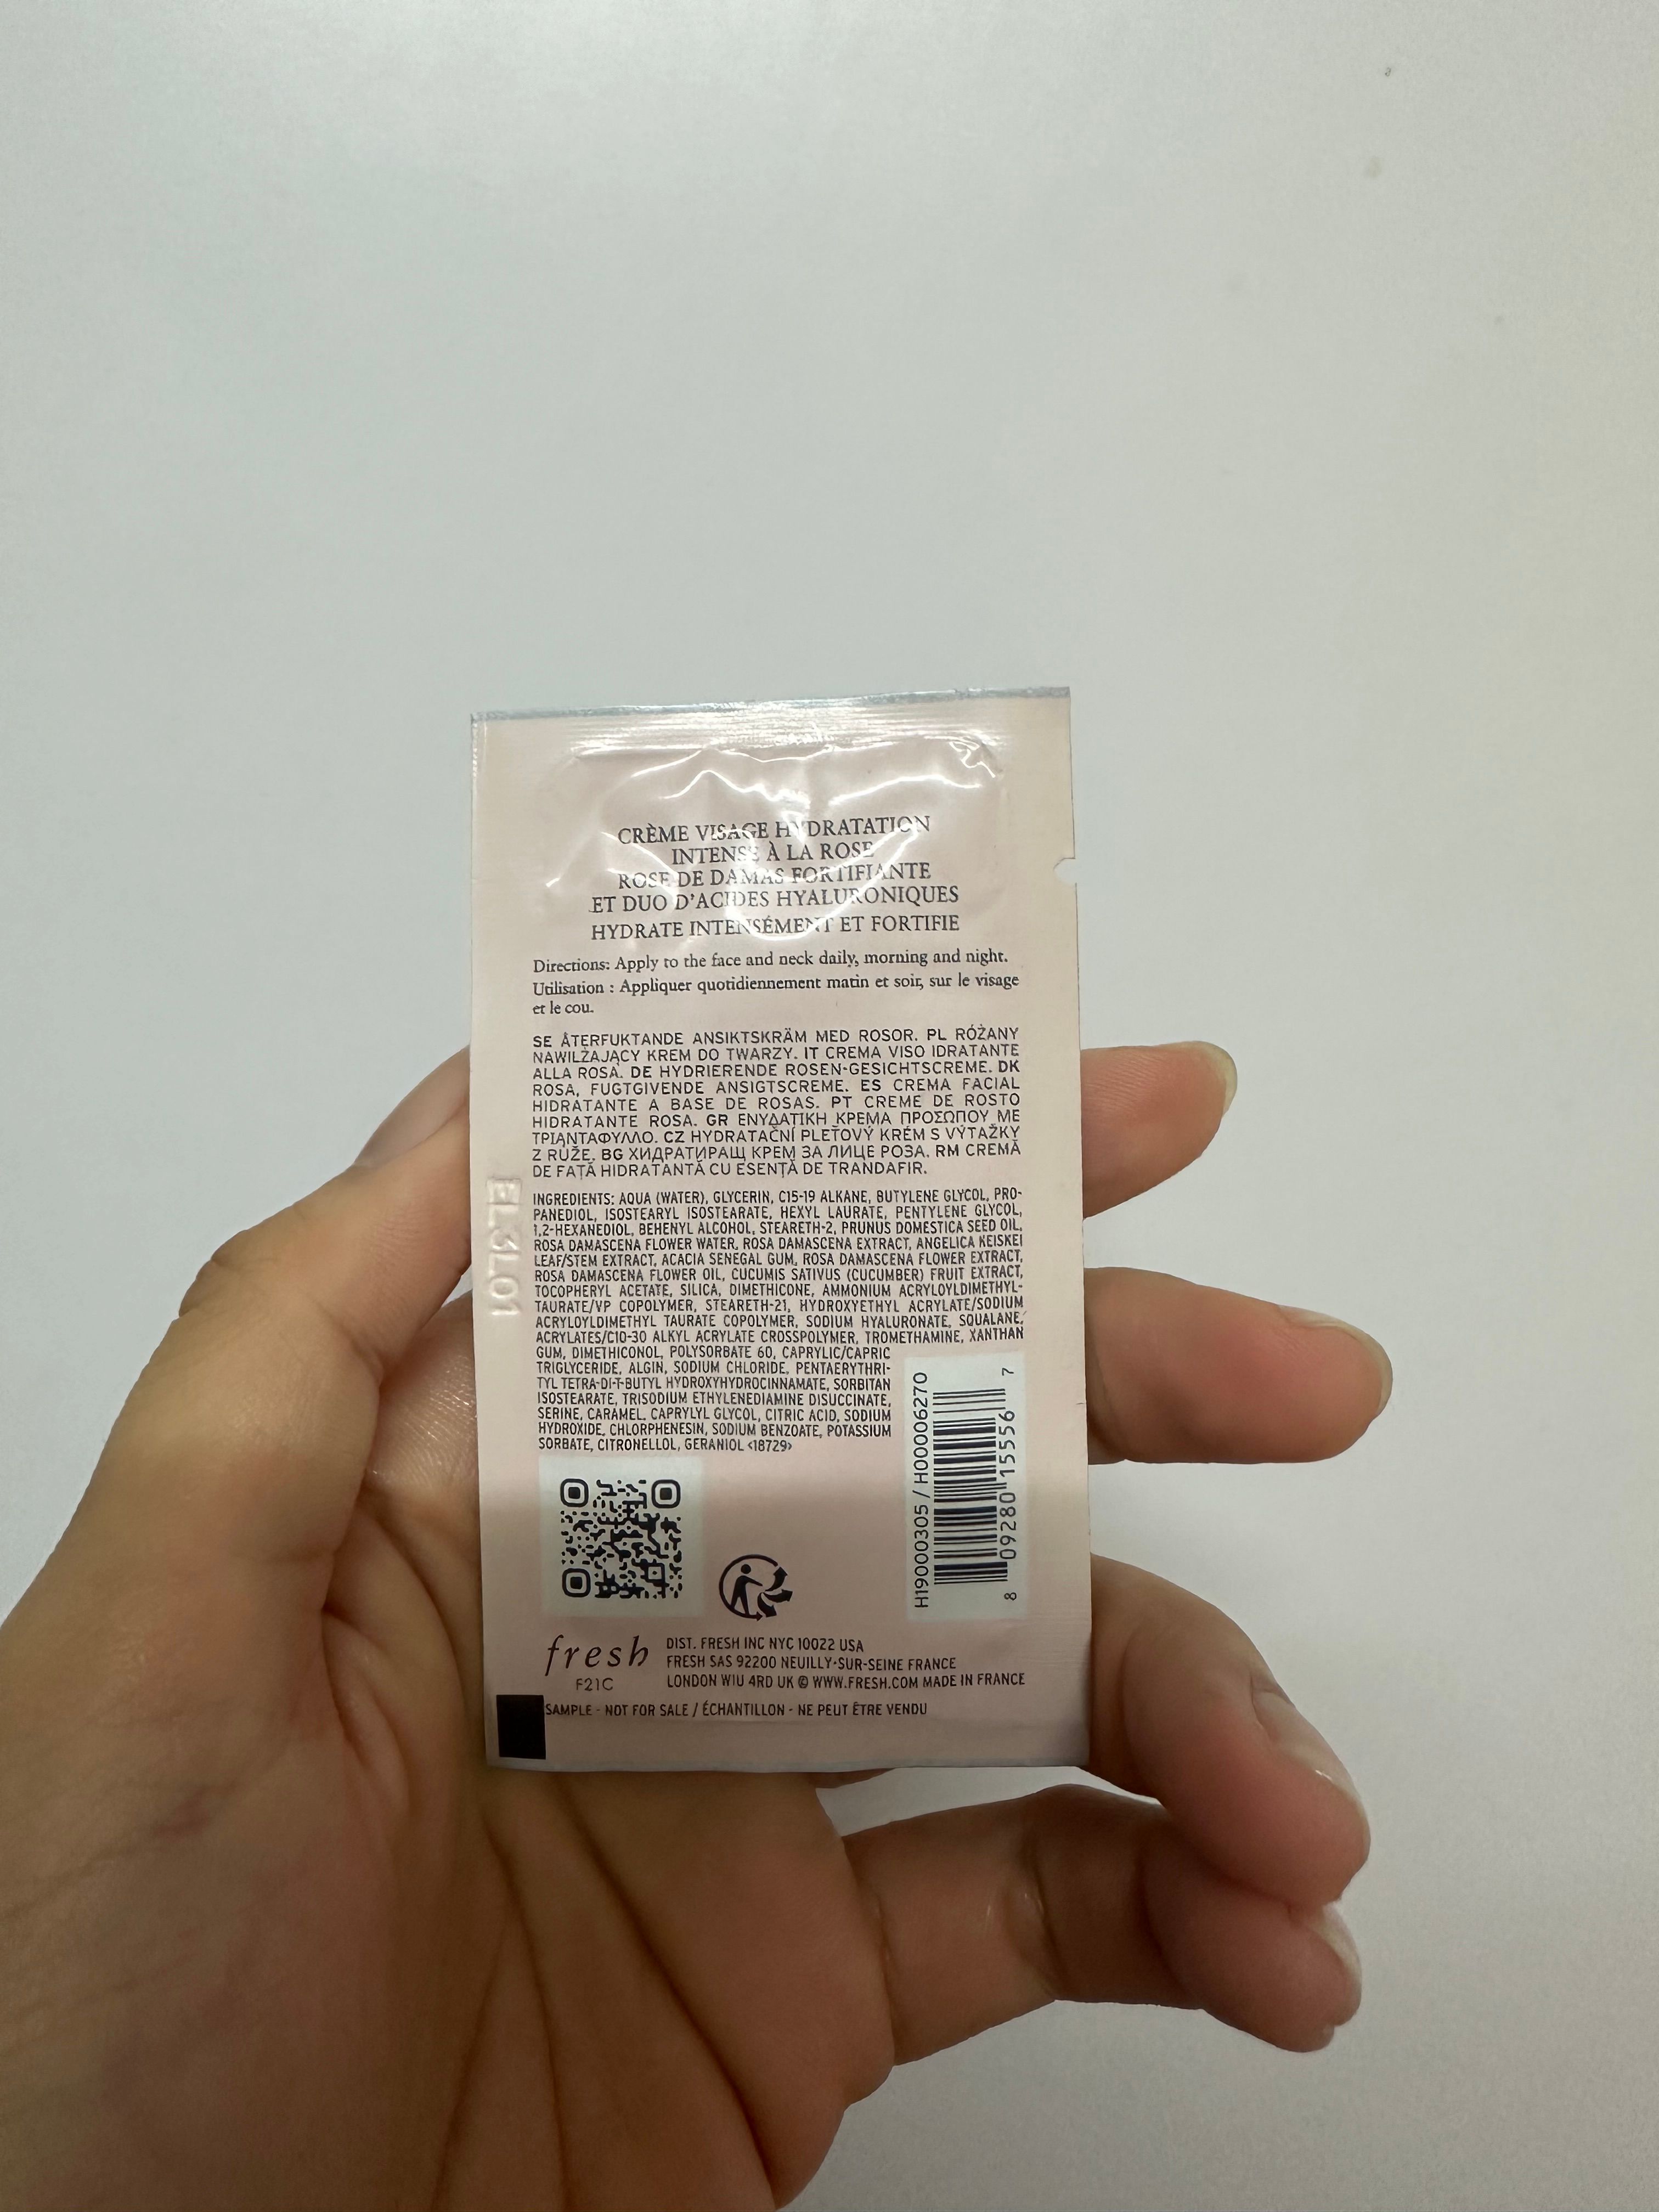 CRÈME VISAGE HYDRATATION
INTENSE À LA ROSE
ROSE DE DAMAS FORTIFIANTE
ET DUO D'ACIDES HYALURONIQUES
HYDRATE INTENSÉMENT ET FORTIFIE
Directions: Apply to the face and neck daily, morning and night.
Utilisation : Appliquer quotidiennement matin et soir, sur le visage
et le cou.
SE ÅTERFUKTANDE ANSIKTSKRÄM MED ROSOR. PL RÓŻANY
NAWILŻAJĄCY KREM DO TWARZY. IT CREMA VISO IDRATANTE
ALLA ROSA. DE HYDRIERENDE ROSEN-GESICHTSCREME. DK
ROSA, FUGTGIVENDE ANSIGTSCREME. ES CREMA FACIAL
HIDRATANTE A BASE DE ROSAS. PT CREME DE ROSTO
HIDRATANTE ROSA. GR ΕΝΥΔΑΤΙΚΗ ΚΡΕΜΑ ΠΡΟΣΩΠΟΥ ΜΕ
ΤΡΙΑΝΤΑΦΥΛΛΟ. CZ HYDRATAČNÍ PLEŤOVÝ KRÉM S VÝTAŽKY
Z RŮŽE. BG ХИДРАТИРАЩ КРЕМ ЗА ЛИЦЕ РОЗА. RM CREMĂ
DE FAȚĂ HIDRATANTĂ CU ESENȚĂ DE TRANDAFIR.
INGREDIENTS: AQUA (WATER), GLYCERIN, C15-19 ALKANE, BUTYLENE GLYCOL, PRO-
PANEDIOL, ISOSTEARYL ISOSTEARATE, HEXYL LAURATE, PENTYLENE GLYCOL,
1,2-HEXANEDIOL, BEHENYL ALCOHOL, STEARETH-2, PRUNUS DOMESTICA SEED OIL,
ROSA DAMASCENA FLOWER WATER, ROSA DAMASCENA EXTRACT, ANGELICA KEISKEI
LEAF/STEM EXTRACT, ACACIA SENEGAL GUM, ROSA DAMASCENA FLOWER EXTRACT,
ROSA DAMASCENA FLOWER OIL, CUCUMIS SATIVUS (CUCUMBER) FRUIT EXTRACT,
TOCOPHERYL ACETATE, SILICA, DIMETHICONE, AMMONIUM ACRYLOYLDIMETHYL-
TAURATE/VP COPOLYMER, STEARETH-21, HYDROXYETHYL ACRYLATE/SODIUM
ACRYLOYLDIMETHYL TAURATE COPOLYMER, SODIUM HYALURONATE, SQUALANE,
ACRYLATES/C10-30 ALKYL ACRYLATE CROSSPOLYMER, TROMETHAMINE, XANTHAN
GUM, DIMETHICONOL, POLYSORBATE 60, CAPRYLIC/CAPRIC
TRIGLYCERIDE, ALGIN, SODIUM CHLORIDE, PENTAERYTHRI-
TYL TETRA-DI-T-BUTYL HYDROXYHYDROCINNAMATE, SORBITAN
ISOSTEARATE, TRISODIUM ETHYLENEDIAMINE DISUCCINATE,
SERINE, CARAMEL, CAPRYLYL GLYCOL, CITRIC ACID, SODIUM
HYDROXIDE, CHLORPHENESIN, SODIUM BENZOATE, POTASSIUM
SORBATE, CITRONELLOL, GERANIOL <18729>
EL3L01
H19000305 / H00006270
8 09280 15556 7
fresh
F21C
DIST. FRESH INC NYC 10022 USA
FRESH SAS 92200 NEUILLY-SUR-SEINE FRANCE
LONDON W1U 4RD UK © WWW.FRESH.COM MADE IN FRANCE
SAMPLE - NOT FOR SALE / ÉCHANTILLON - NE PEUT ÊTRE VENDU